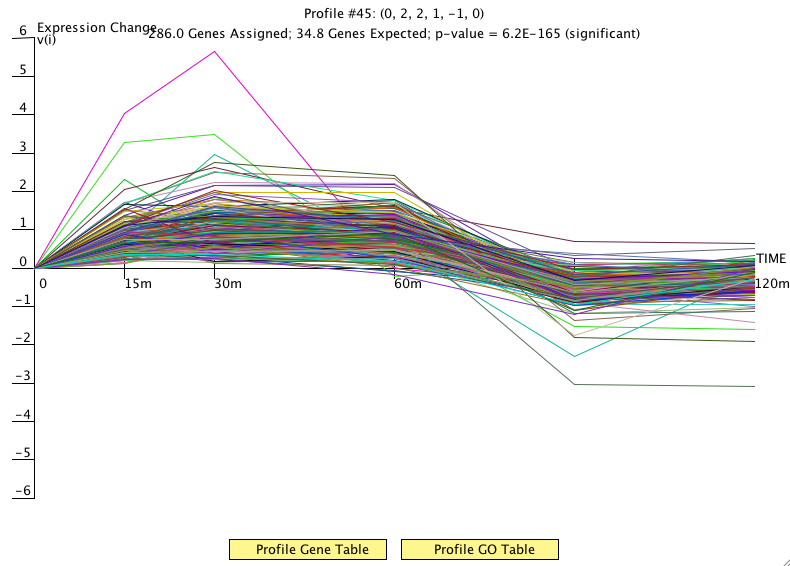 Profile #45: (0, 2, 2, 1, -1, 0)
Expression Change
v(i)
286.0 Genes Assigned; 34.8 Genes Expected; p-value = 6.2E-165 (significant)
6
5
4
3
2
1
0
-1
-2
-3
-4
-5
-6
TIME
0 15m 30m 60m 120m
Profile Gene Table Profile GO Table